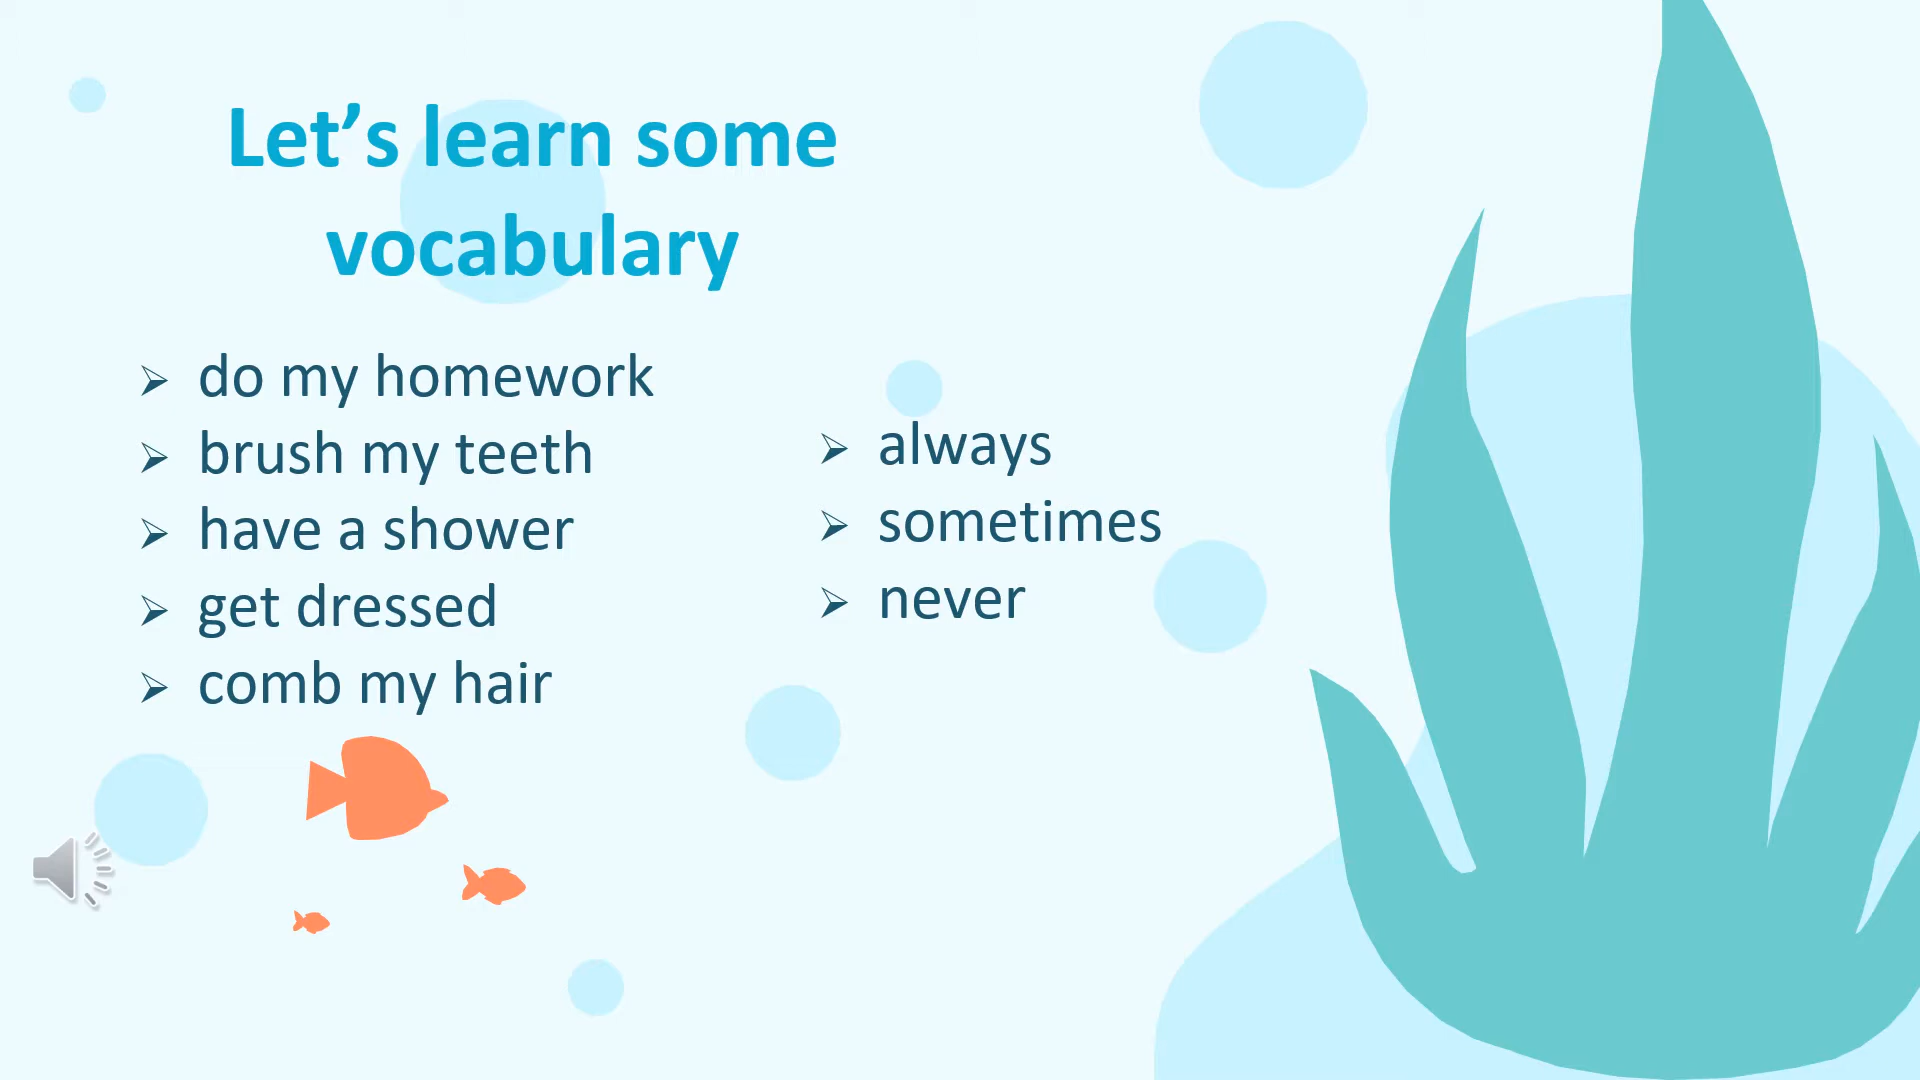 Let’s learn some
vocabulary
do my homework
brush my teeth
have a shower
get dressed
comb my hair
always
sometimes
never